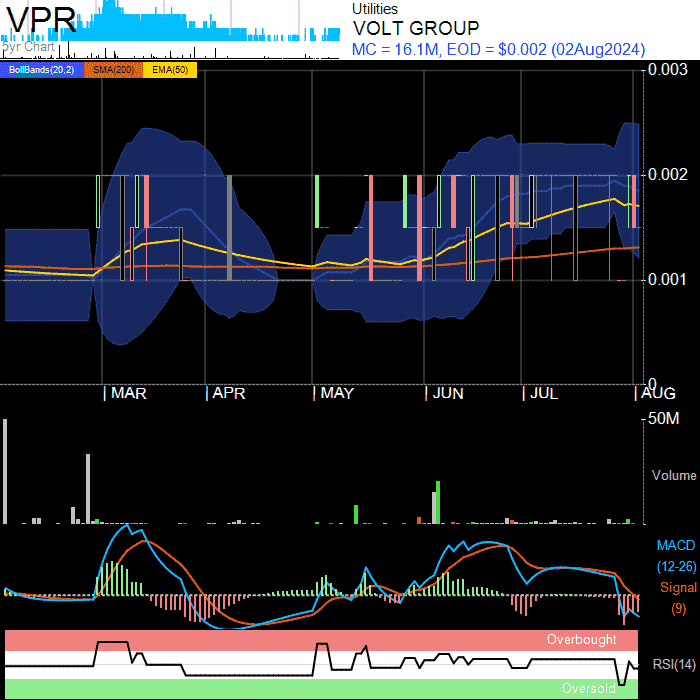 VPR
5yr Chart
Utilities
VOLT GROUP
MC = 16.1M, EOD = $0.002 (02Aug2024)
BollBands(20,2) SMA(200) EMA(50)
0.003
0.002
0.001
0
MAR APR MAY JUN JUL AUG
50M
Volume
MACD
(12-26)
Signal
(9)
Overbought
RSI(14)
Oversold